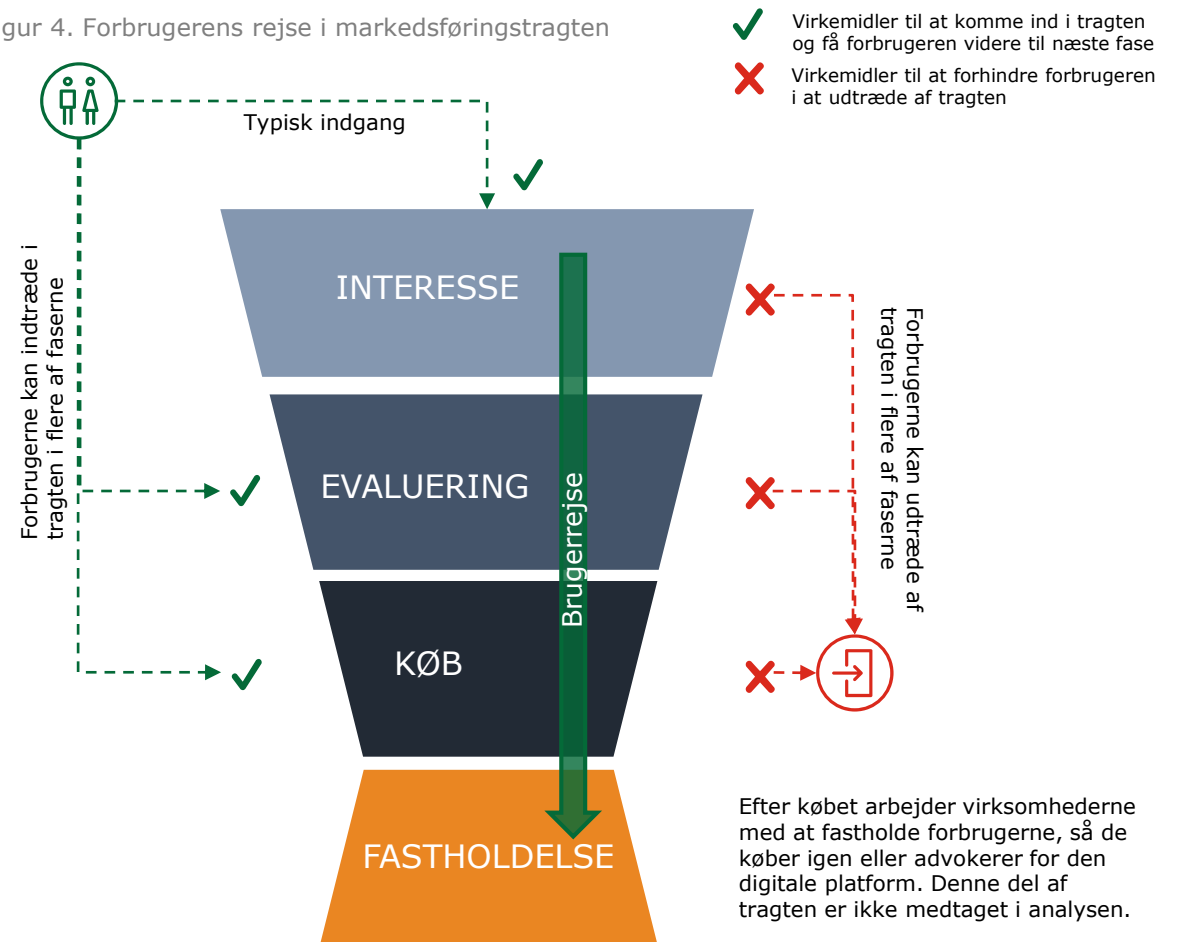 gur 4. Forbrugerens rejse i markedsføringstragten
Virkemidler til at komme ind i tragten
og få forbrugeren videre til næste fase
Virkemidler til at forhindre forbrugeren
i at udtræde af tragten
Typisk indgang
Forbrugerne kan indtræde i
tragten i flere af faserne
INTERESSE
EVALUERING
KØB
FASTHOLDELSE
Brugerrejse
Forbrugerne kan udtræde af
tragten i flere af faserne
Efter købet arbejder virksomhederne
med at fastholde forbrugerne, så de
køber igen eller advokerer for den
digitale platform. Denne del af
tragten er ikke medtaget i analysen.